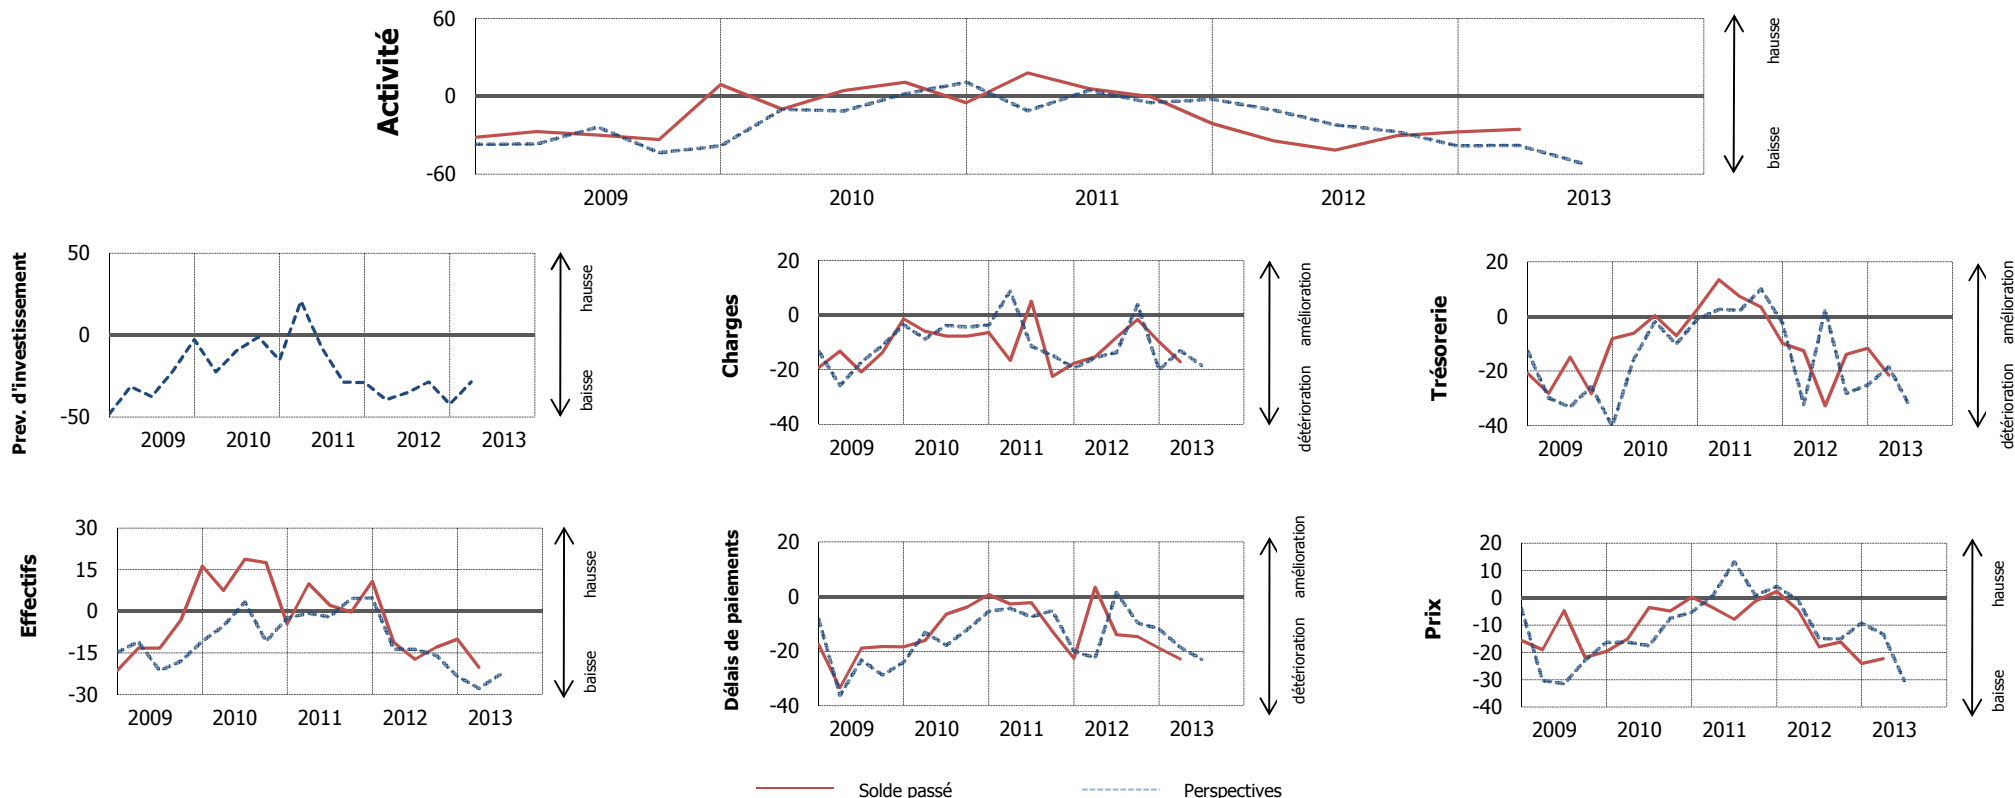 Activité
60
0
-60
2009 2010 2011 2012 2013
hausse
baisse
Prev. d'investissement
50
0
-50
2009 2010 2011 2012 2013
hausse
baisse
Charges
20
0
-20
-40
2009 2010 2011 2012 2013
amélioration
détérioration
Trésorerie
20
0
-20
-40
2009 2010 2011 2012 2013
amélioration
détérioration
Effectifs
30
15
0
-15
-30
2009 2010 2011 2012 2013
hausse
baisse
Délais de paiements
20
0
-20
-40
2009 2010 2011 2012 2013
amélioration
détérioration
Prix
20
10
0
-10
-20
-30
-40
2009 2010 2011 2012 2013
hausse
baisse
Solde passé Perspectives